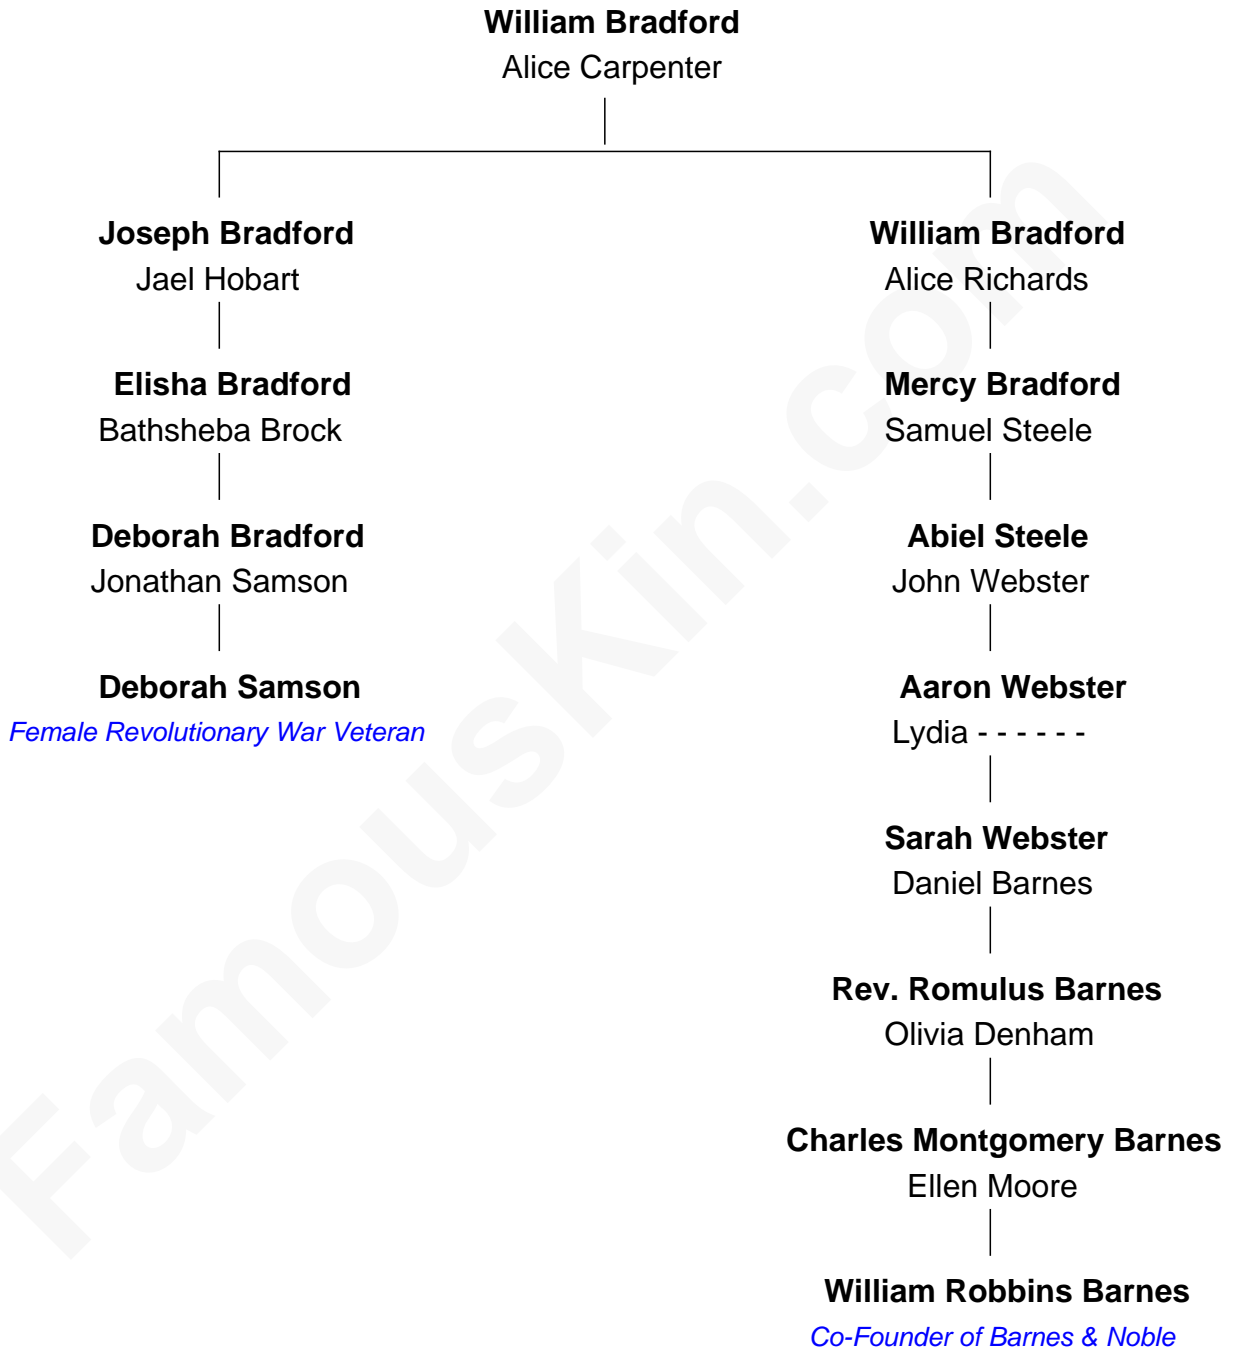 William Bradford
Alice Carpenter
Joseph Bradford
Jael Hobart
Elisha Bradford
Bathsheba Brock
Deborah Bradford
Jonathan Samson
Deborah Samson
Female Revolutionary War Veteran
William Bradford
Alice Richards
Mercy Bradford
Samuel Steele
Abiel Steele
John Webster
Aaron Webster
Lydia - - - - - -
Sarah Webster
Daniel Barnes
Rev. Romulus Barnes
Olivia Denham
Charles Montgomery Barnes
Ellen Moore
William Robbins Barnes
Co-Founder of Barnes & Noble
FamousKin.com